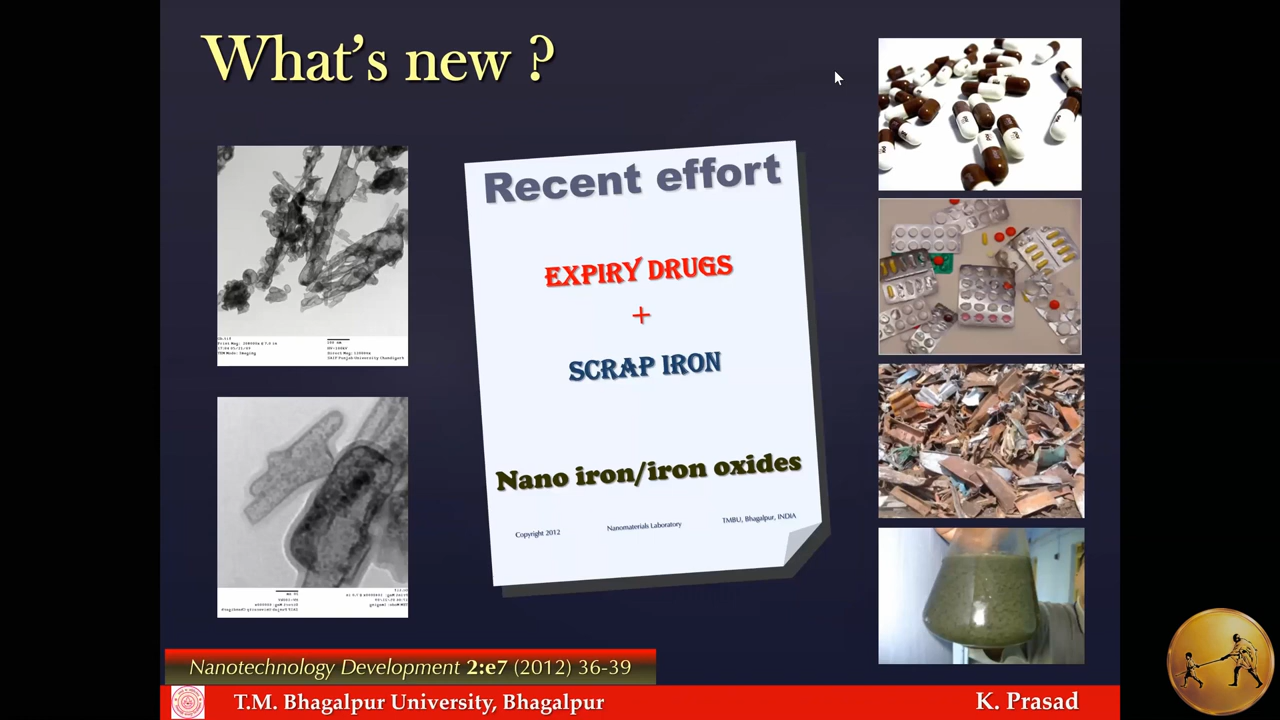 What's new ?
Recent effort
EXPIRY DRUGS
+
SCRAP IRON
Nano iron/iron oxides
Copyright 2012 Nanomaterials Laboratory TMBU, Bhagalpur, INDIA
Nanotechnology Development 2:e7 (2012) 36-39
T.M. Bhagalpur University, Bhagalpur
K. Prasad